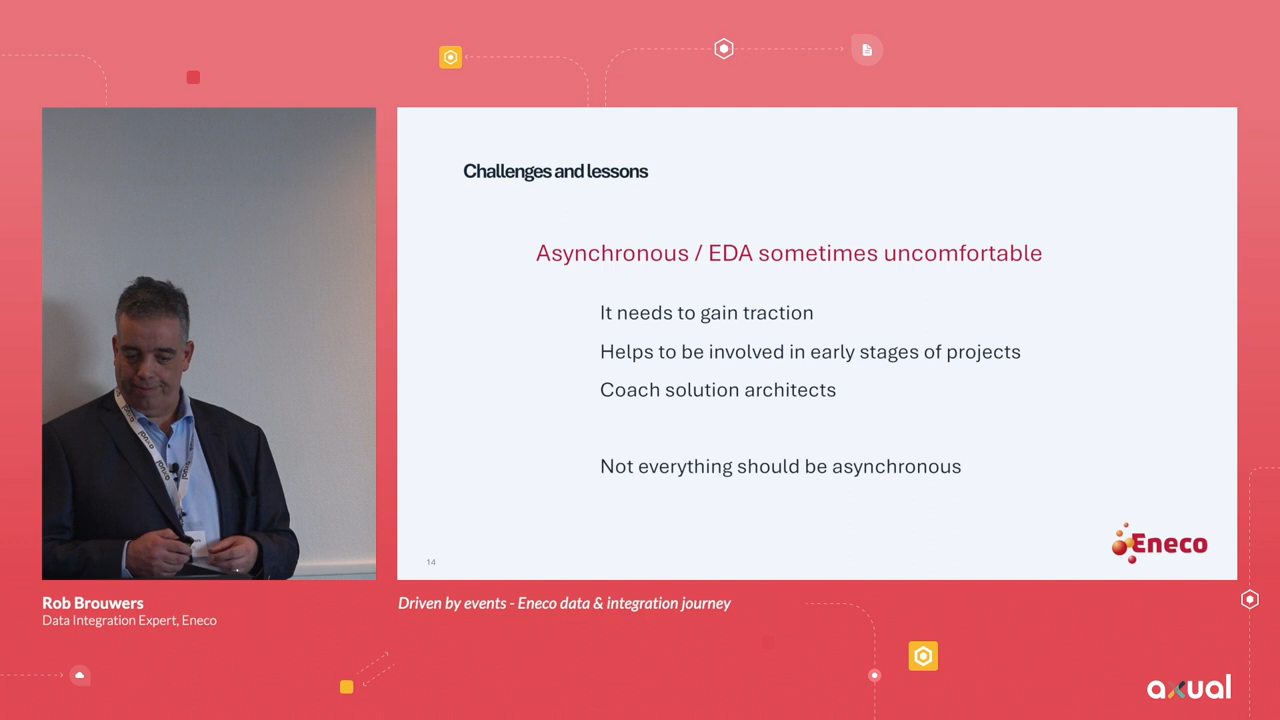 Challenges and lessons
Asynchronous / EDA sometimes uncomfortable
It needs to gain traction
Helps to be involved in early stages of projects
Coach solution architects
Not everything should be asynchronous
Eneco
14
Rob Brouwers
Data Integration Expert, Eneco
Driven by events - Eneco data & integration journey
axual